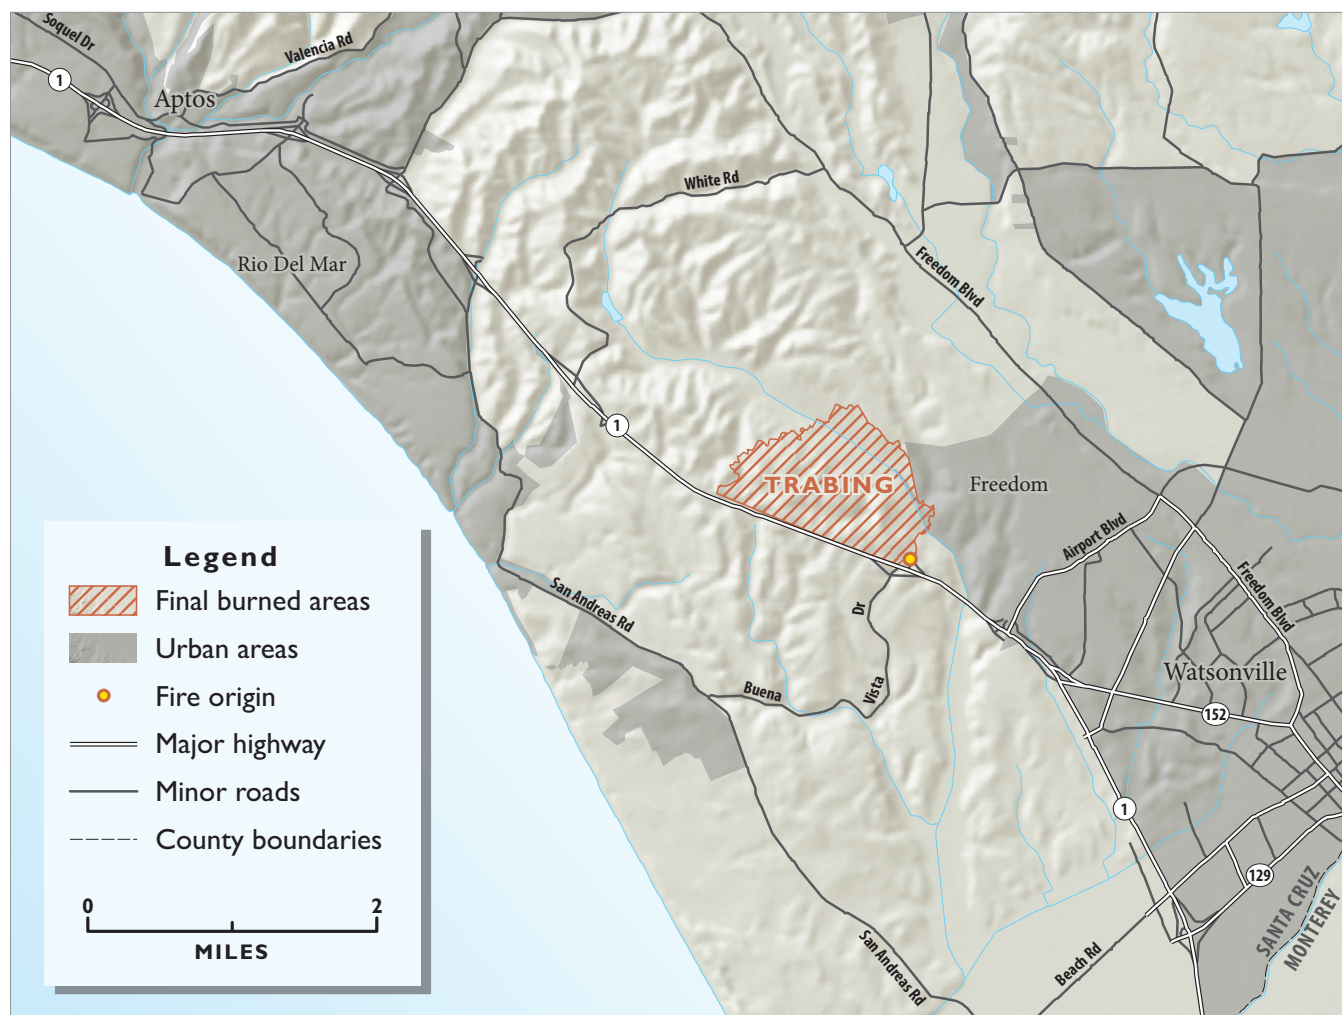 Soquel Dr
Valencia Rd
1
Aptos
White Rd
Rio Del Mar
Freedom Blvd
1
TRABING
Freedom
Airport Blvd
Freedom Blvd
San Andreas Rd
Dr
Vista
Buena
Watsonville
152
1
129
SANTA CRUZ
MONTEREY
Beach Rd
San Andreas Rd
Legend
Final burned areas
Urban areas
Fire origin
Major highway
Minor roads
County boundaries
0 2
MILES